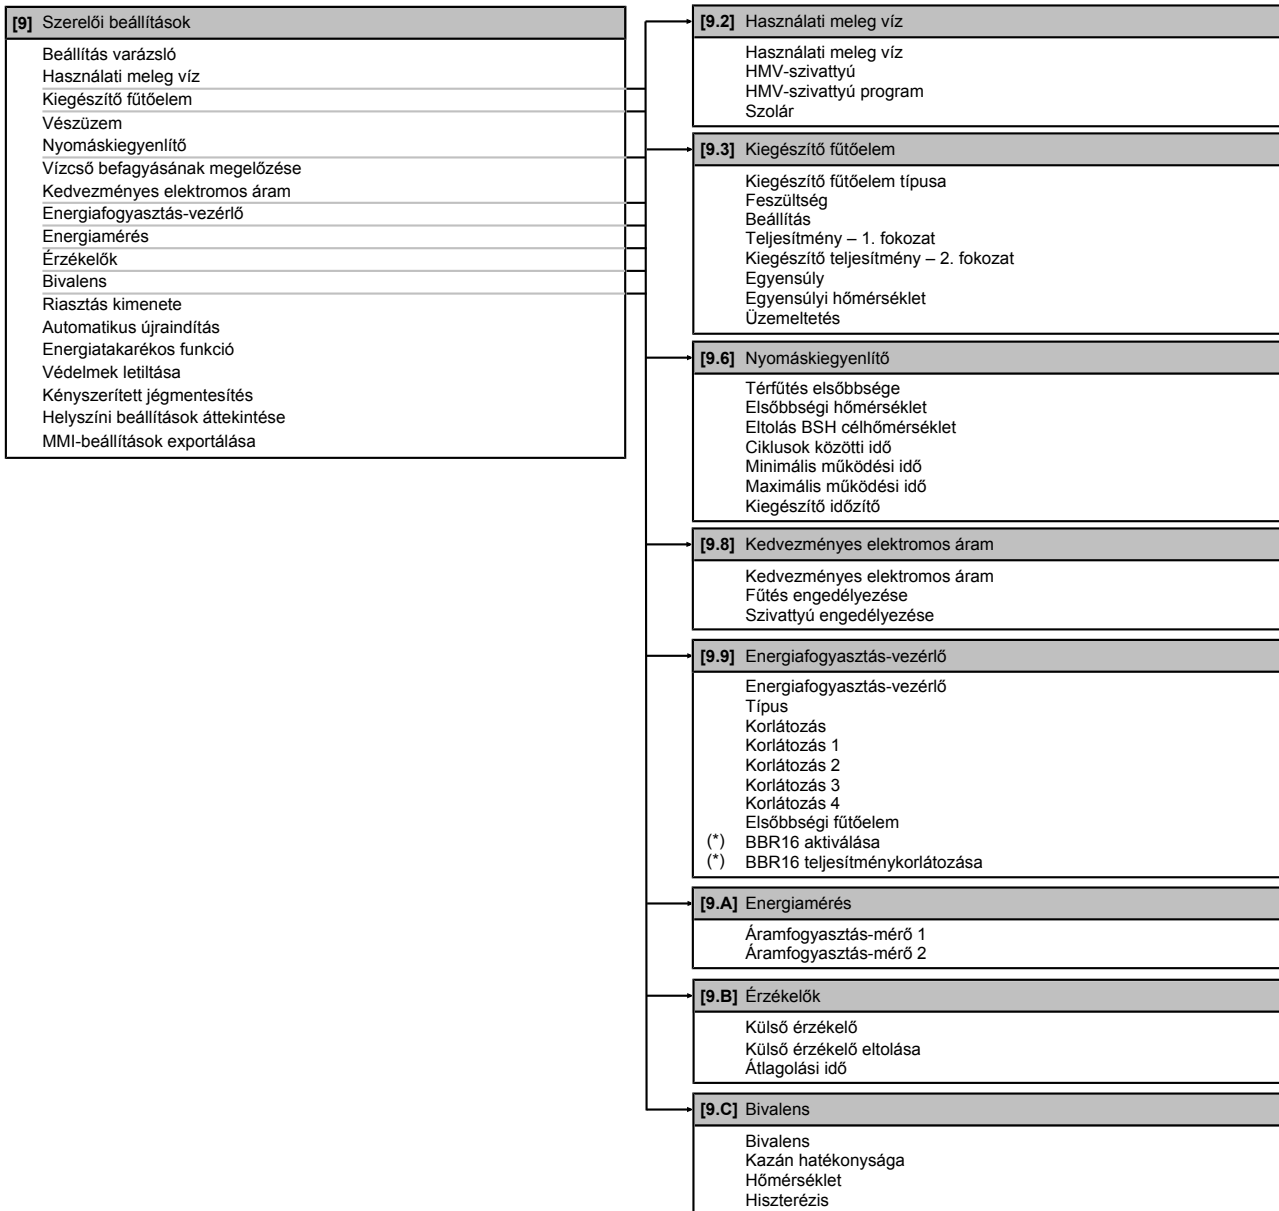 [9] Szerelői beállítások
Beállítás varázsló
Használati meleg víz
Kiegészítő fűtőelem
Vészüzem
Nyomáskiegyenlítő
Vízcső befagyásának megelőzése
Kedvezményes elektromos áram
Energiafogyasztás-vezérlő
Energiamérés
Érzékelők
Bivalens
Riasztás kimenete
Automatikus újraindítás
Energiatakarékos funkció
Védelmek letiltása
Kényszerített jégmentesítés
Helyszíni beállítások áttekintése
MMI-beállítások exportálása
[9.2] Használati meleg víz
Használati meleg víz
HMV-szivattyú
HMV-szivattyú program
Szolár
[9.3] Kiegészítő fűtőelem
Kiegészítő fűtőelem típusa
Feszültség
Beállítás
Teljesítmény – 1. fokozat
Kiegészítő teljesítmény – 2. fokozat
Egyensúly
Egyensúlyi hőmérséklet
Üzemeltetés
[9.6] Nyomáskiegyenlítő
Térfűtés elsőbbsége
Elsőbbségi hőmérséklet
Eltolás BSH célhőmérséklet
Ciklusok közötti idő
Minimális működési idő
Maximális működési idő
Kiegészítő időzítő
[9.8] Kedvezményes elektromos áram
Kedvezményes elektromos áram
Fűtés engedélyezése
Szivattyú engedélyezése
[9.9] Energiafogyasztás-vezérlő
Energiafogyasztás-vezérlő
Típus
Korlátozás
Korlátozás 1
Korlátozás 2
Korlátozás 3
Korlátozás 4
Elsőbbségi fűtőelem
(*) BBR16 aktiválása
(*) BBR16 teljesítménykorlátozása
[9.A] Energiamérés
Áramfogyasztás-mérő 1
Áramfogyasztás-mérő 2
[9.B] Érzékelők
Külső érzékelő
Külső érzékelő eltolása
Átlagolási idő
[9.C] Bivalens
Bivalens
Kazán hatékonysága
Hőmérséklet
Hiszterézis